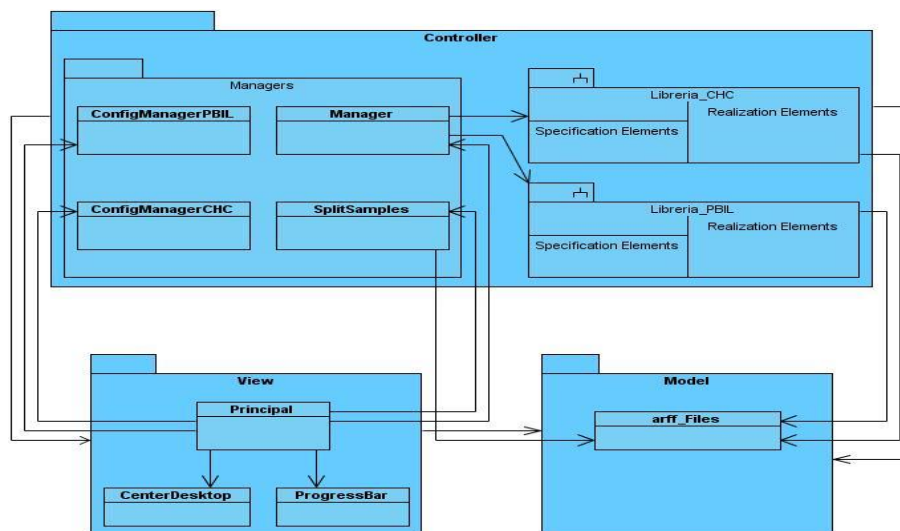 Controller
Managers
ConfigManagerPBIL
Manager
ConfigManagerCHC
SplitSamples
Libreria_CHC
Specification Elements
Realization Elements
Libreria_PBIL
Specification Elements
Realization Elements
View
Principal
CenterDesktop
ProgressBar
Model
arff_Files